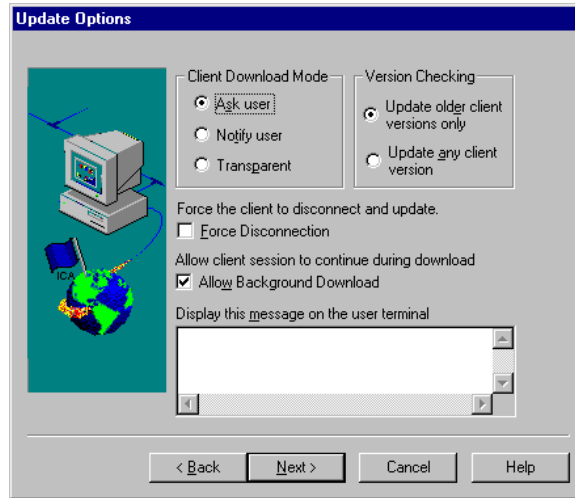 Update Options
Client Download Mode
Ask user
Notify user
Transparent
Version Checking
Update older client
versions only
Update any client
version
Force the client to disconnect and update.
Force Disconnection
Allow client session to continue during download
Allow Background Download
Display this message on the user terminal
ICA
< Back
Next >
Cancel
Help